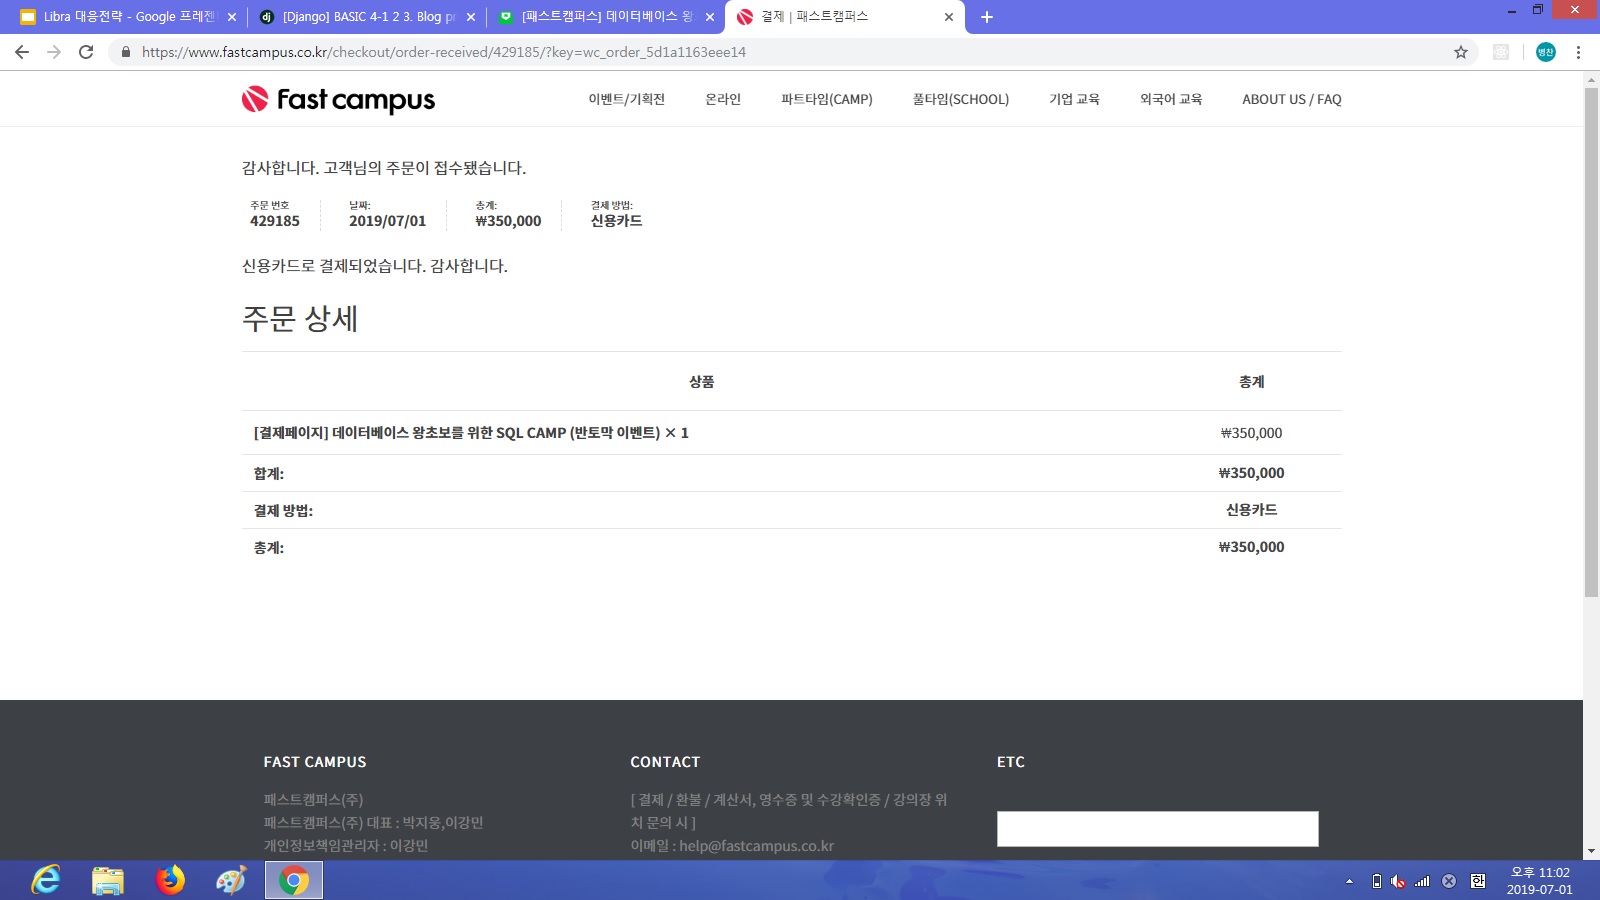 Libra 대응전략 - Google 프레젠
[Django] BASIC 4-1 2 3. Blog pr
[패스트캠퍼스] 데이터베이스 왕
결제 | 패스트캠퍼스
https://www.fastcampus.co.kr/checkout/order-received/429185/?key=wc_order_5d1a1163eee14
병찬
Fast campus
이벤트/기획전
온라인
파트타임(CAMP)
풀타임(SCHOOL)
기업 교육
외국어 교육
ABOUT US / FAQ
감사합니다. 고객님의 주문이 접수됐습니다.
주문 번호
429185
날짜:
2019/07/01
총계:
₩350,000
결제 방법:
신용카드
신용카드로 결제되었습니다. 감사합니다.
주문 상세
상품 총계
[결제페이지] 데이터베이스 왕초보를 위한 SQL CAMP (반토막 이벤트) × 1 ₩350,000
합계: ₩350,000
결제 방법: 신용카드
총계: ₩350,000
FAST CAMPUS
패스트캠퍼스(주)
패스트캠퍼스(주) 대표 : 박지웅,이강민
개인정보책임관리자 : 이강민
CONTACT
[ 결제 / 환불 / 계산서, 영수증 및 수강확인증 / 강의장 위
치 문의 시 ]
이메일 : help@fastcampus.co.kr
ETC
한
오후 11:02
2019-07-01